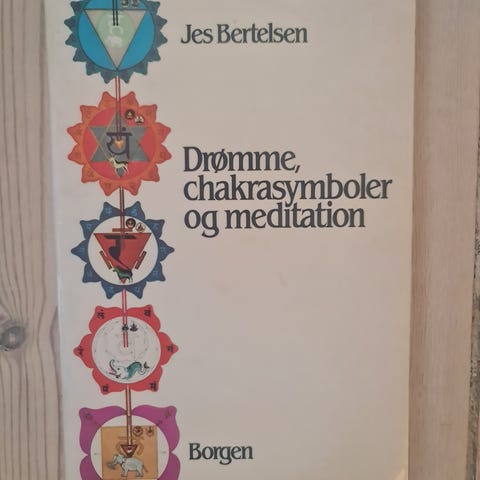 Jes Bertelsen
Drømme,
chakrasymboler
og meditation
Borgen